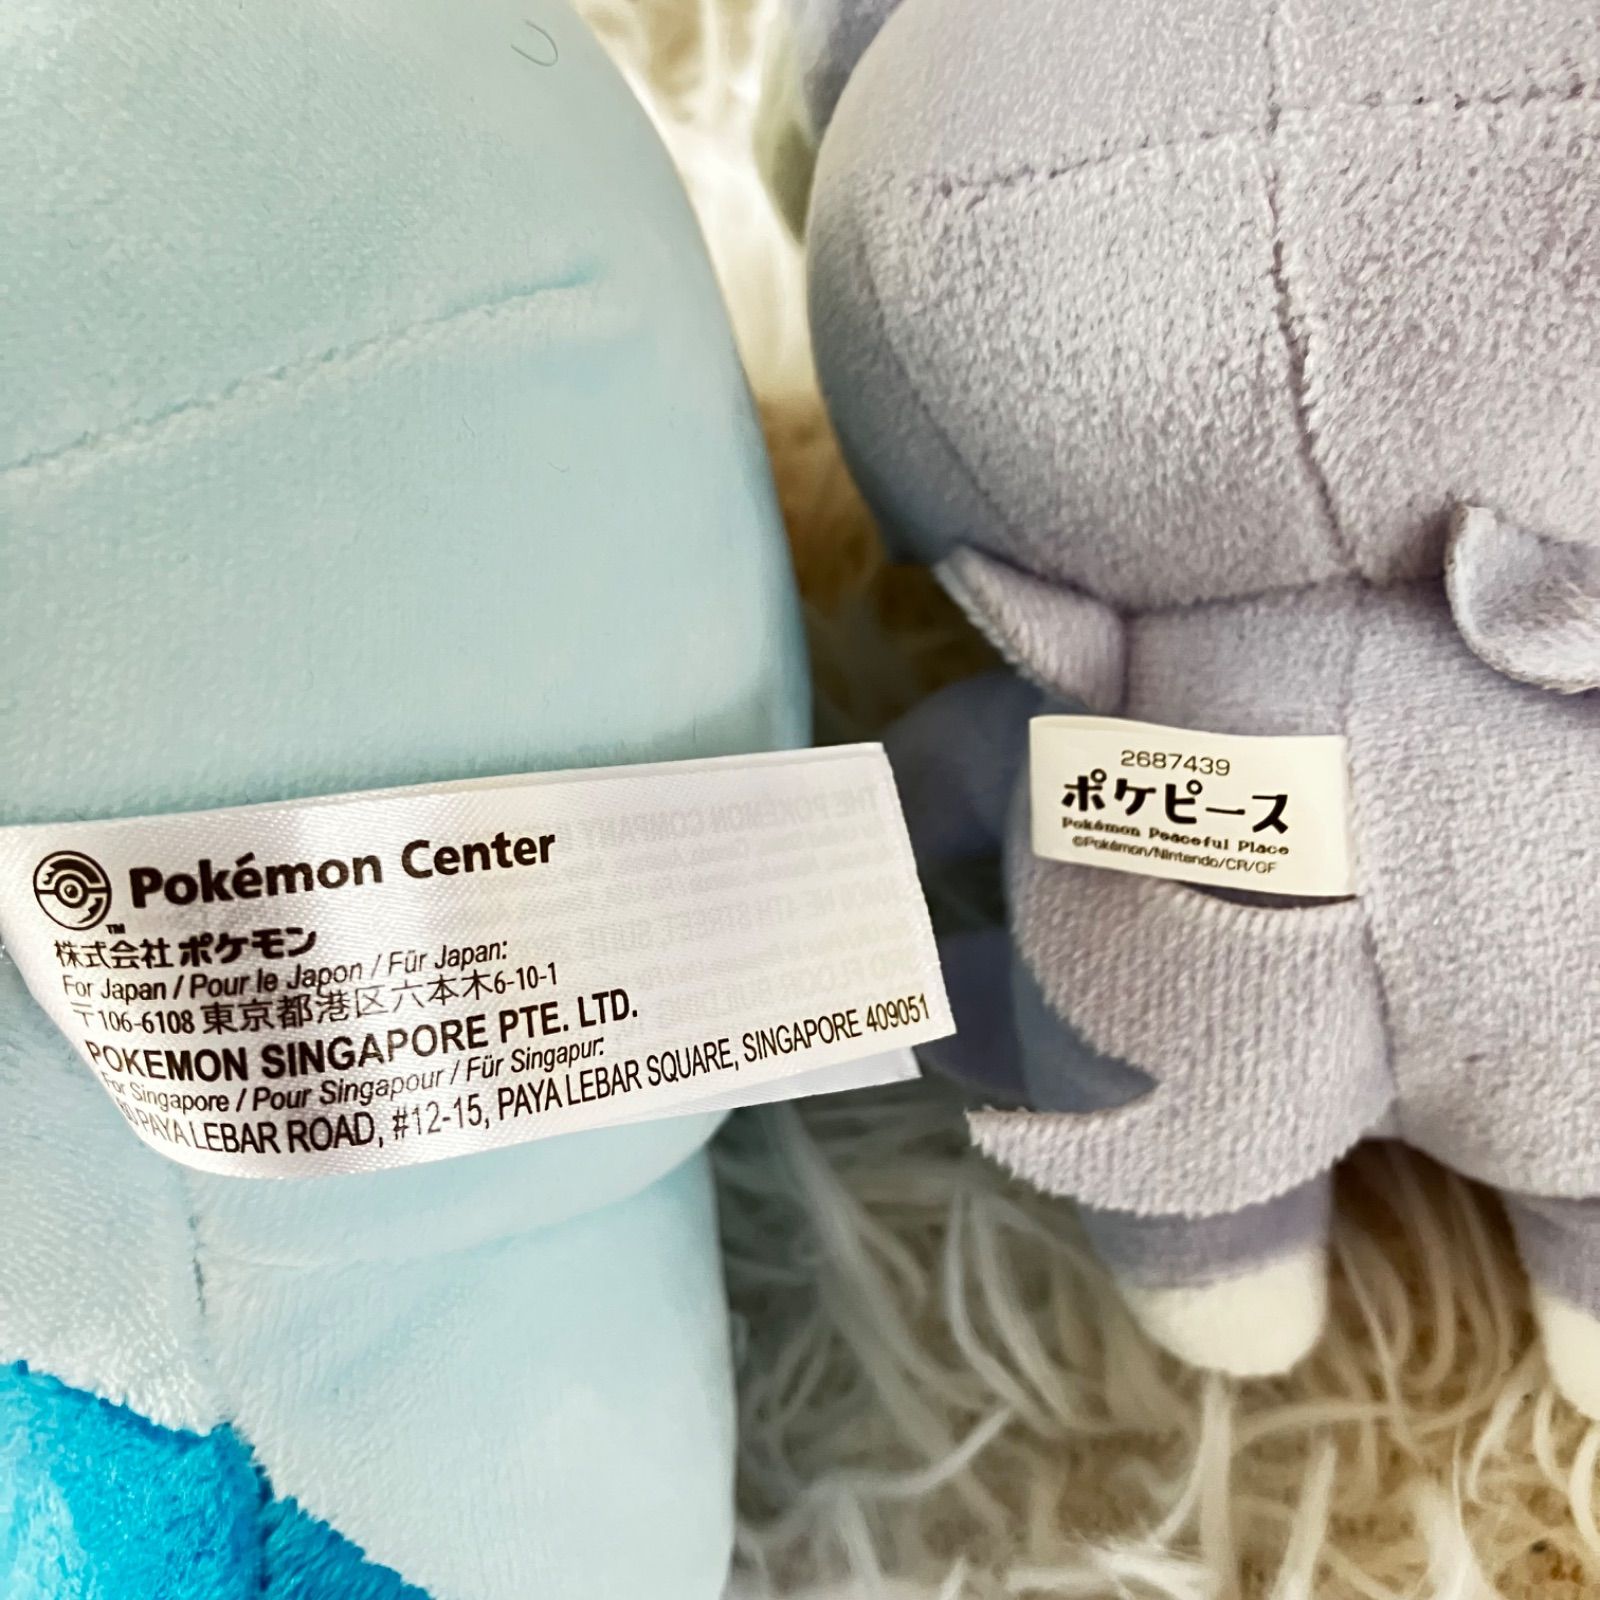 Pokémon Center
TM
株式会社ポケモン
For Japan / Pour le Japon / Für Japan:
〒106-6108 東京都港区六本木6-10-1
POKEMON SINGAPORE PTE. LTD.
For Singapore / Pour Singapour / Für Singapur:
PAYA LEBAR ROAD, #12-15, PAYA LEBAR SQUARE, SINGAPORE 409051
2687439
ポケピース
Pokémon Peaceful Place
©Pokémon/Nintendo/CR/GF